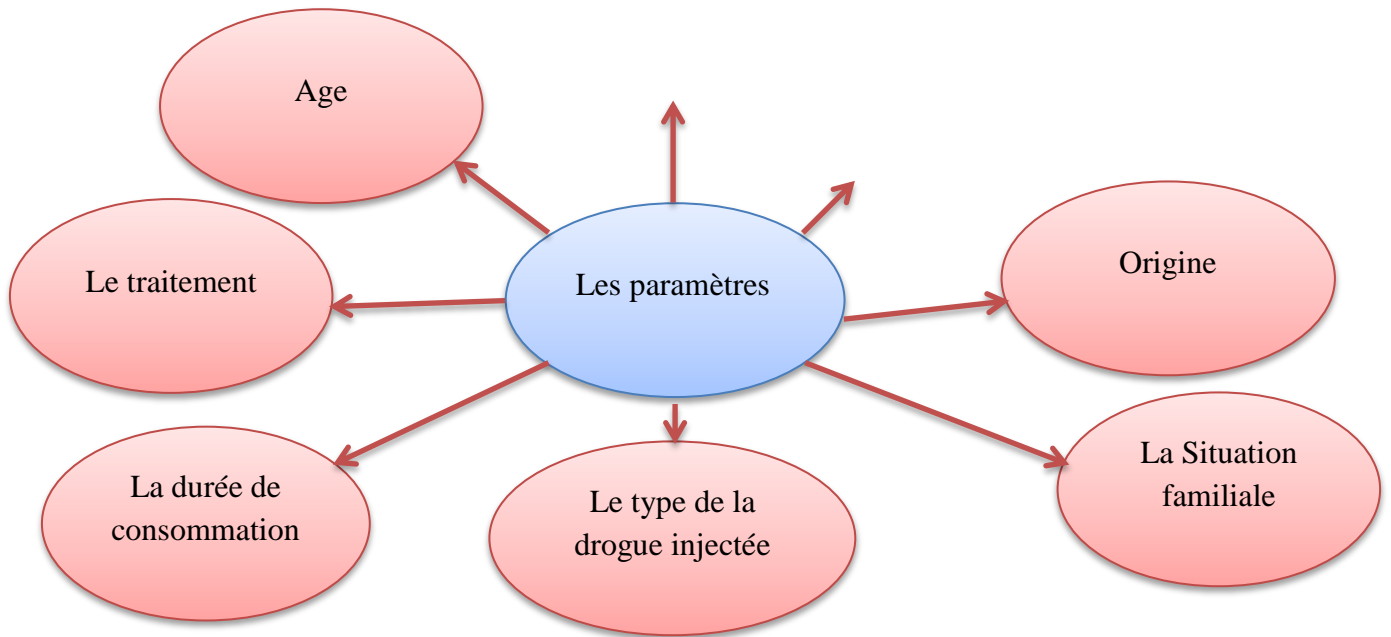 Age
Les paramètres
Origine
Le traitement
La durée de
consommation
Le type de la
drogue injectée
La Situation
familiale